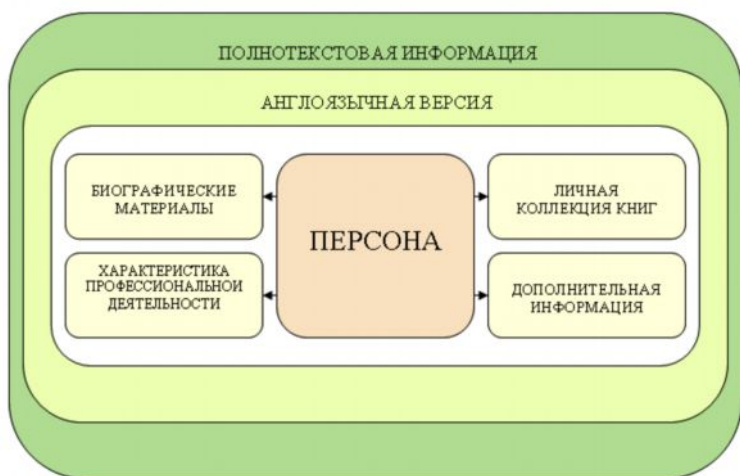 ПОЛНОТЕКСТОВАЯ ИНФОРМАЦИЯ
АНГЛОЯЗЫЧНАЯ ВЕРСИЯ
БИОГРАФИЧЕСКИЕ
МАТЕРИАЛЫ
ХАРАКТЕРИСТИКА
ПРОФЕССИОНАЛЬНОЙ
ДЕЯТЕЛЬНОСТИ
ПЕРСОНА
ЛИЧНАЯ
КОЛЛЕКЦИЯ КНИГ
ДОПОЛНИТЕЛЬНАЯ
ИНФОРМАЦИЯ